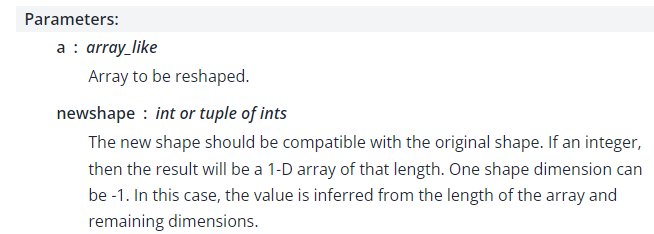 Parameters:
a : array_like
Array to be reshaped.
newshape : int or tuple of ints
The new shape should be compatible with the original shape. If an integer,
then the result will be a 1-D array of that length. One shape dimension can
be -1. In this case, the value is inferred from the length of the array and
remaining dimensions.